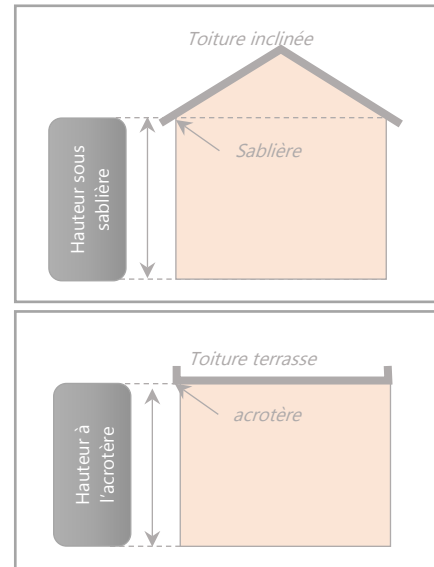 Toiture inclinée
Sablière
Hauteur sous
sablière
Toiture terrasse
acrotère
Hauteur à
l'acrotère